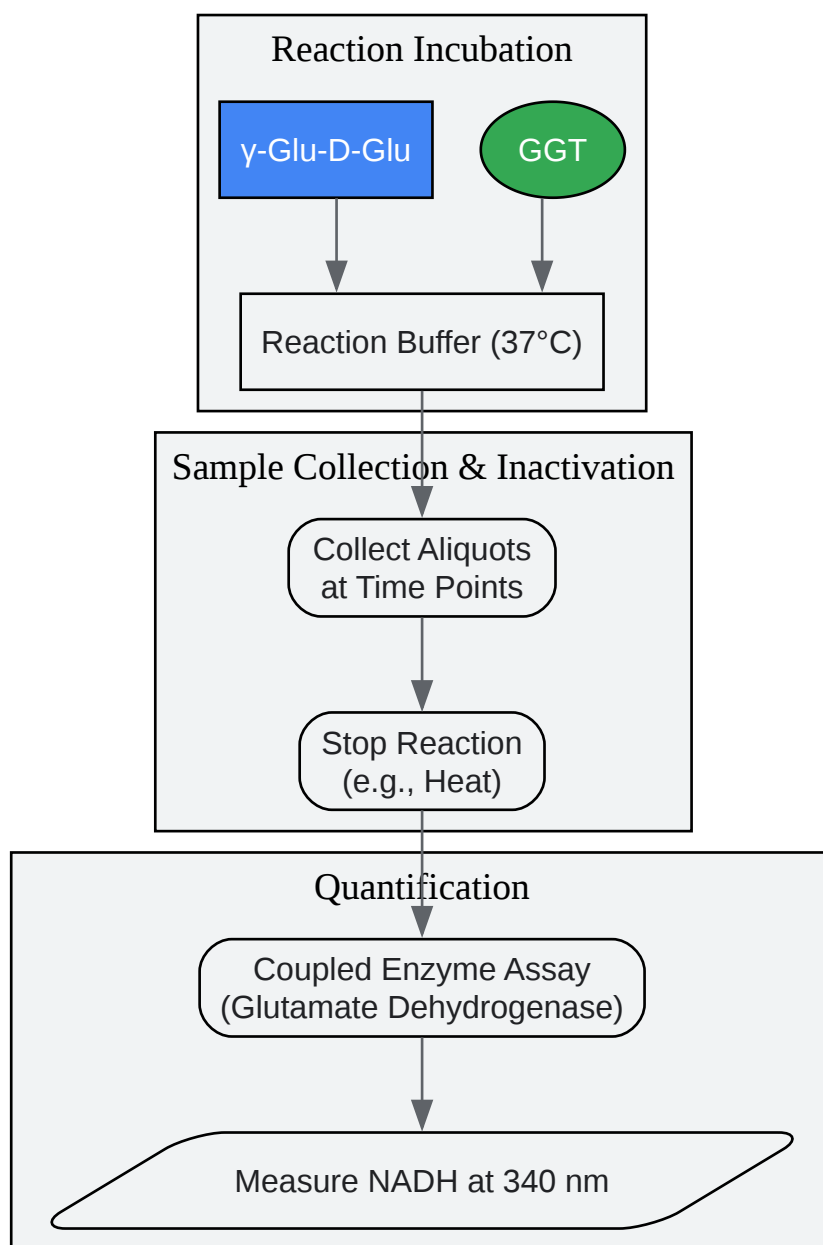 Reaction Incubation
γ-Glu-D-Glu
GGT
Reaction Buffer (37°C)
Sample Collection & Inactivation
Collect Aliquots
at Time Points
Stop Reaction
(e.g., Heat)
Quantification
Coupled Enzyme Assay
(Glutamate Dehydrogenase)
Measure NADH at 340 nm